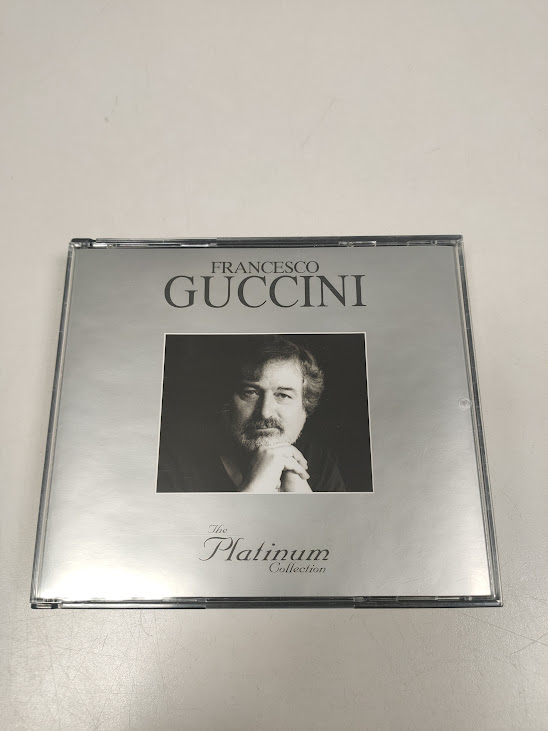 FRANCESCO
GUCCINI
The
Platinum
Collection